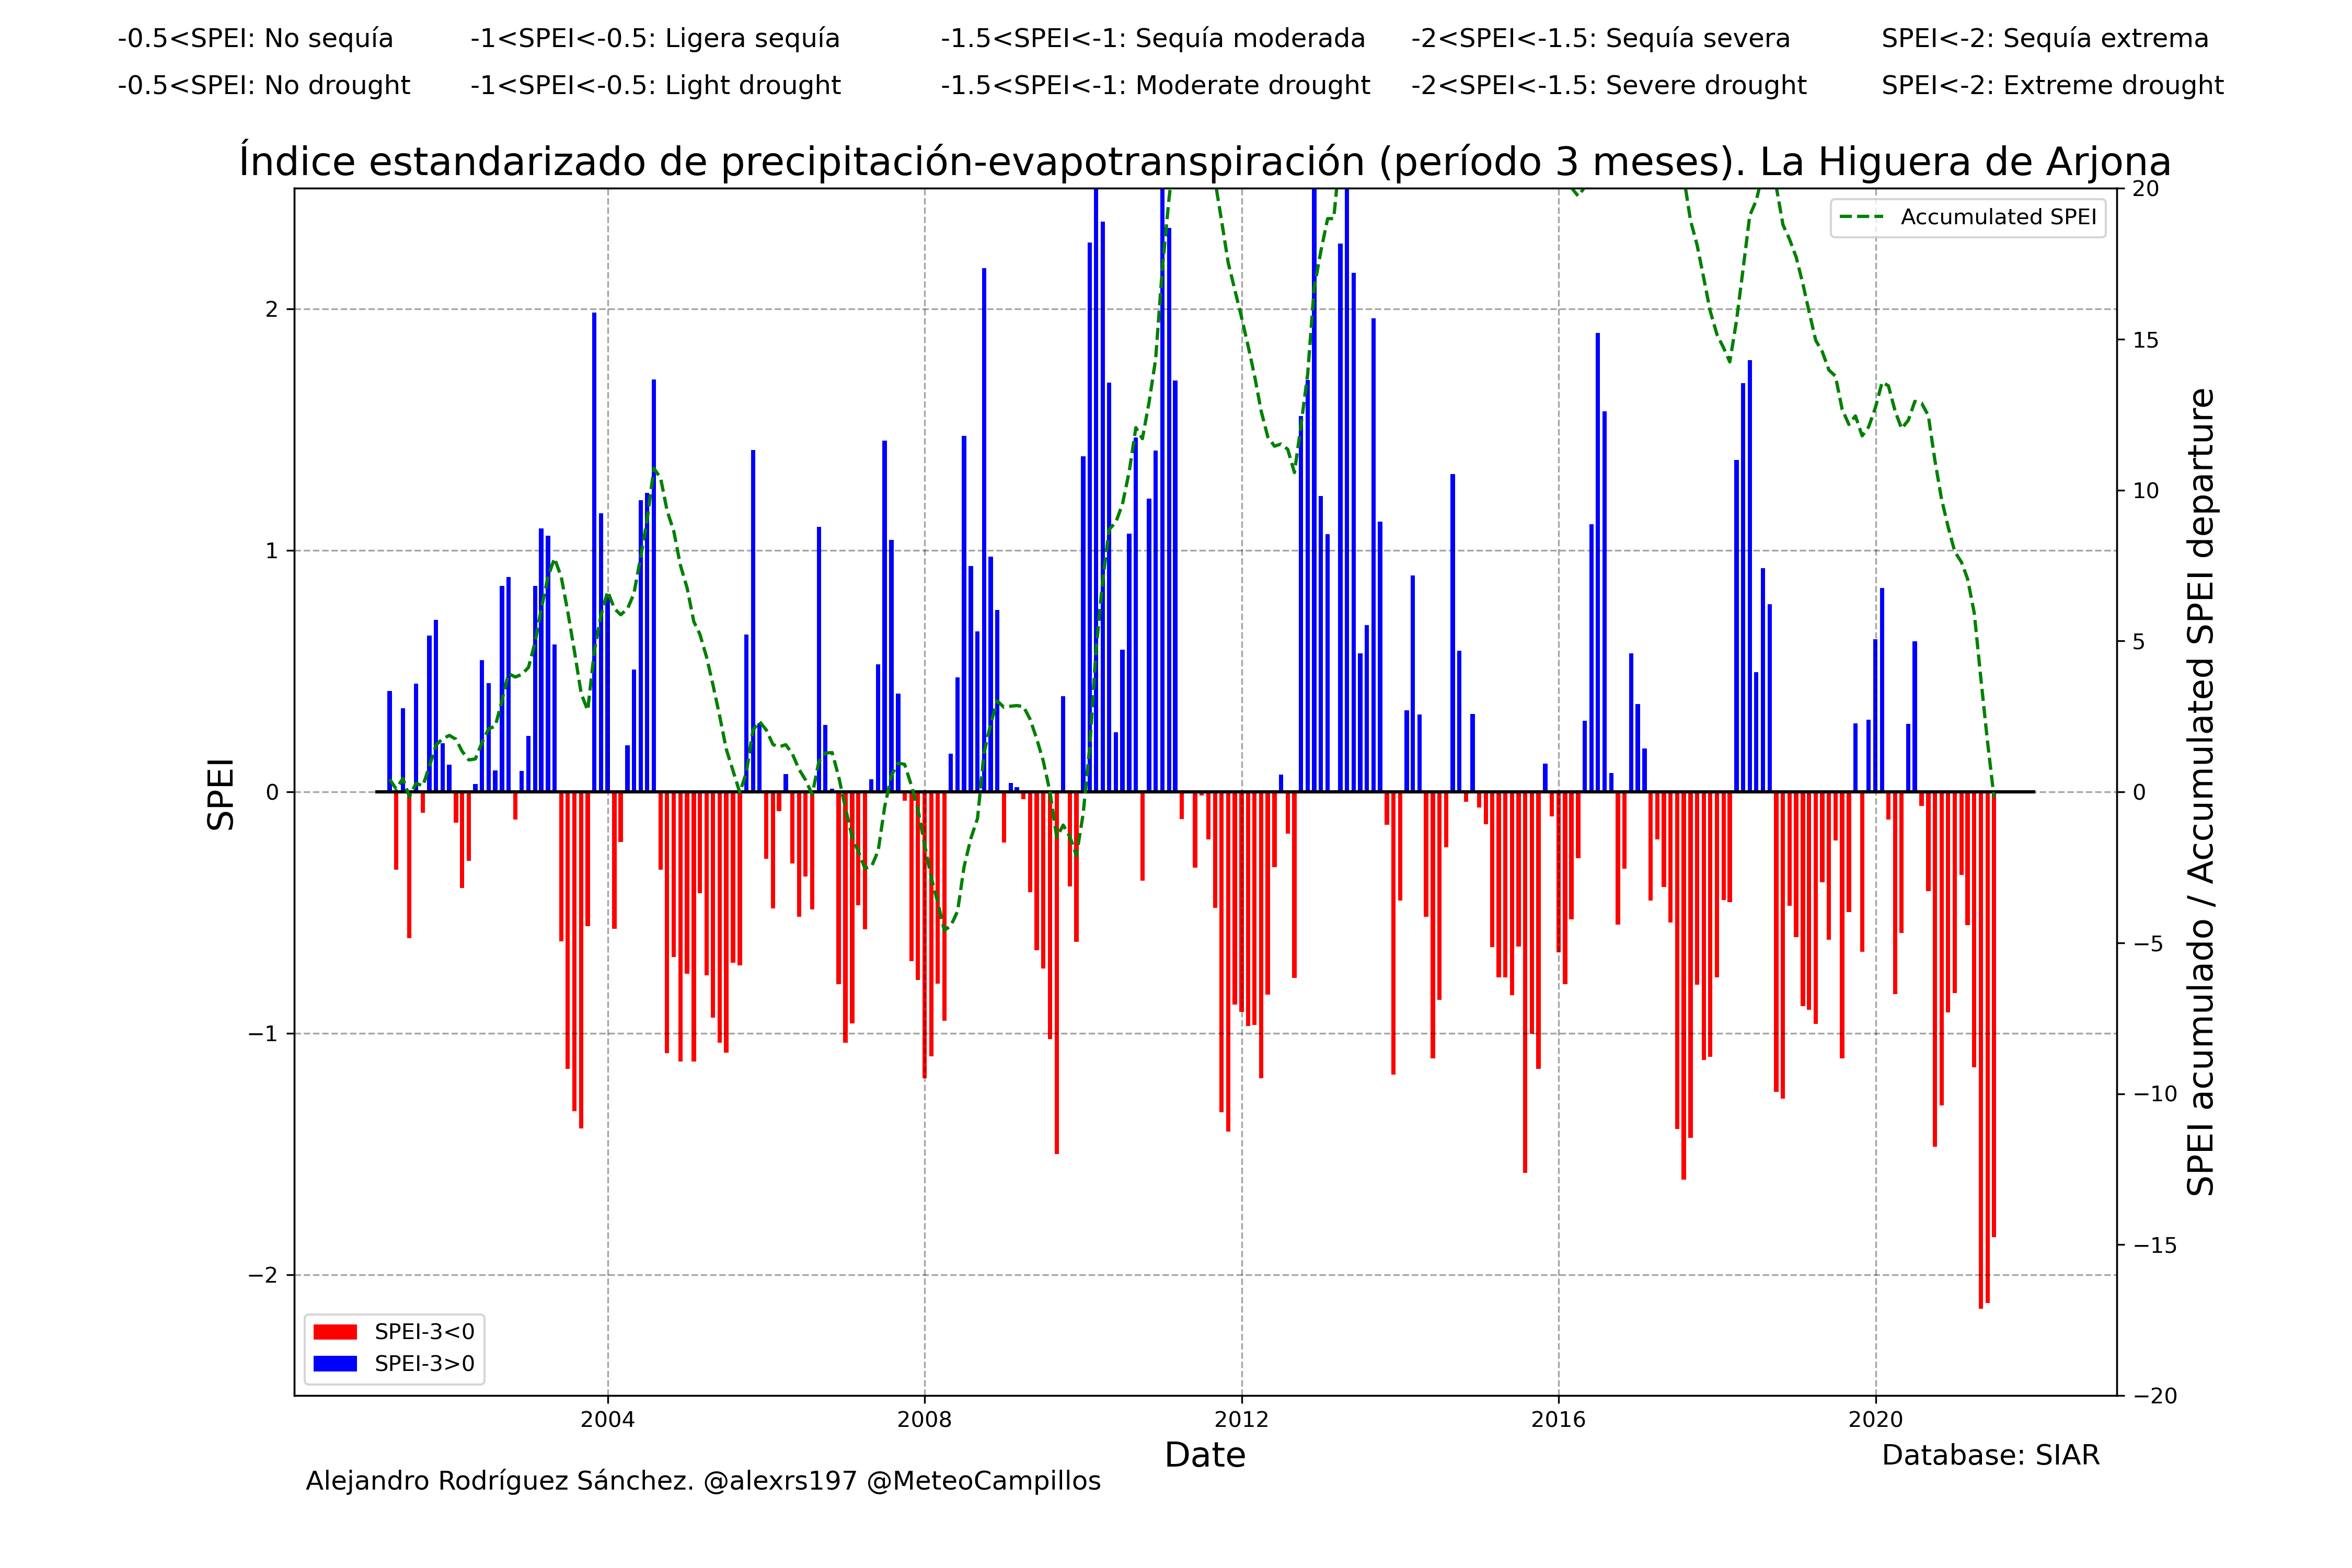 -0.5<SPEI: No sequía -1<SPEI<-0.5: Ligera sequía -1.5<SPEI<-1: Sequía moderada -2<SPEI<-1.5: Sequía severa SPEI<-2: Sequía extrema
-0.5<SPEI: No drought -1<SPEI<-0.5: Light drought -1.5<SPEI<-1: Moderate drought -2<SPEI<-1.5: Severe drought SPEI<-2: Extreme drought
Índice estandarizado de precipitación-evapotranspiración (período 3 meses). La Higuera de Arjona
Accumulated SPEI
SPEI
2
1
0
−1
−2
20
15
10
5
0
−5
−10
−15
−20
SPEI acumulado / Accumulated SPEI departure
SPEI-3<0
SPEI-3>0
2004 2008 2012 2016 2020
Date
Database: SIAR
Alejandro Rodríguez Sánchez. @alexrs197 @MeteoCampillos